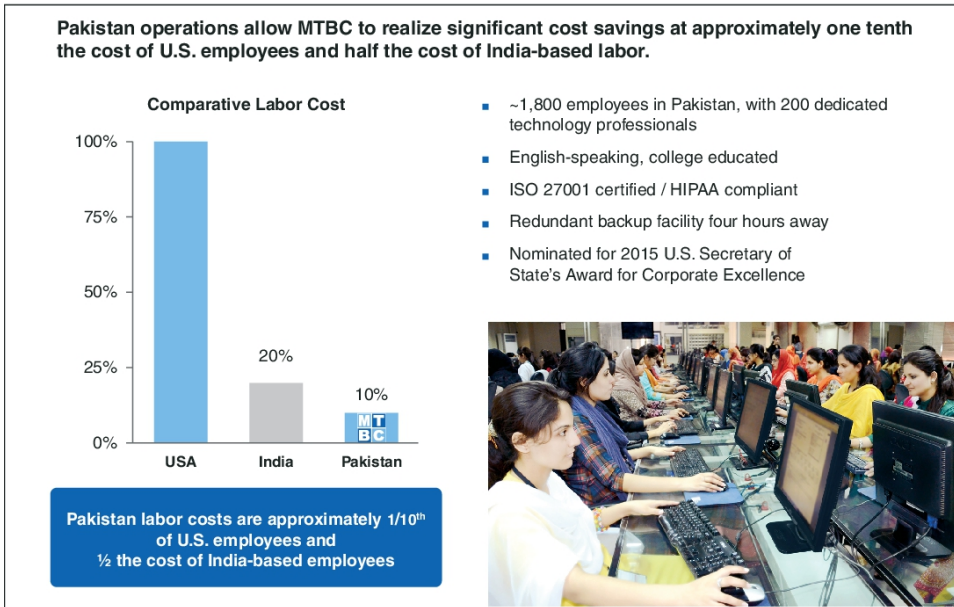 Pakistan operations allow MTBC to realize significant cost savings at approximately one tenth
the cost of U.S. employees and half the cost of India-based labor.
Comparative Labor Cost
100%
75%
50%
25%
0%
20%
10%
MT
BC
USA
India
Pakistan
Pakistan labor costs are approximately 1/10th
of U.S. employees and
½ the cost of India-based employees
▪ ~1,800 employees in Pakistan, with 200 dedicated
technology professionals
▪ English-speaking, college educated
▪ ISO 27001 certified / HIPAA compliant
▪ Redundant backup facility four hours away
▪ Nominated for 2015 U.S. Secretary of
State's Award for Corporate Excellence